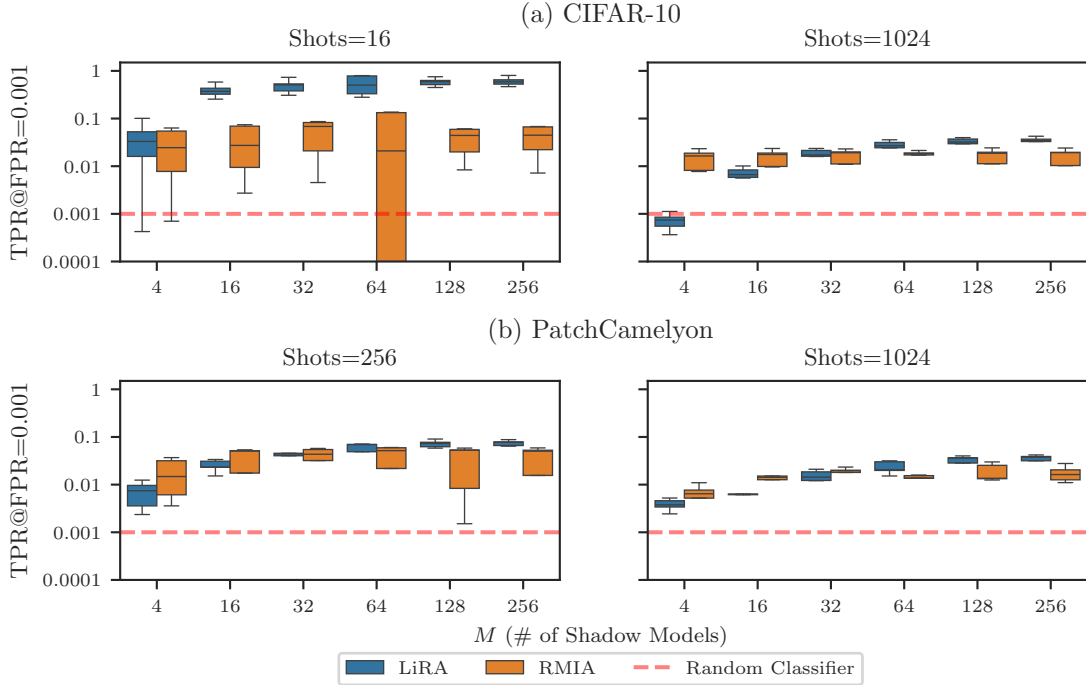 (a) CIFAR-10
Shots=16
Shots=1024
TPR@FPR=0.001
1
0.1
0.01
0.001
0.0001
4 16 32 64 128 256
4 16 32 64 128 256
(b) PatchCamelyon
Shots=256
Shots=1024
TPR@FPR=0.001
1
0.1
0.01
0.001
0.0001
4 16 32 64 128 256
4 16 32 64 128 256
M (# of Shadow Models)
LiRA RMIA Random Classifier